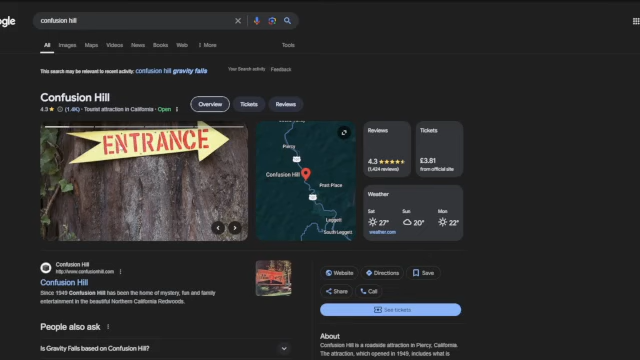 ogle
confusion hill
All Images Maps Videos News Books Web More Tools
This search may be relevant to recent activity: confusion hill gravity falls
Your Search activity Feedback
Confusion Hill
4.3 (1.4K) · Tourist attraction in California · Open
Overview Tickets Reviews
ENTRANCE
Piercy
Confusion Hill
Pratt Place
Leggett
South Leggett
Reviews
4.3
(1,424 reviews)
Tickets
£3.81
from official site
Weather
Sat Sun Mon
27° 20° 22°
weather.com
Confusion Hill
http://www.confusionhill.com
Confusion Hill
Since 1949 Confusion Hill has been the home of mystery, fun and family
entertainment in the beautiful Northern California Redwoods.
People also ask
Is Gravity Falls based on Confusion Hill?
Website Directions Save
Share Call
See tickets
About
Confusion Hill is a roadside attraction in Piercy, California.
The attraction, which opened in 1949, includes what is